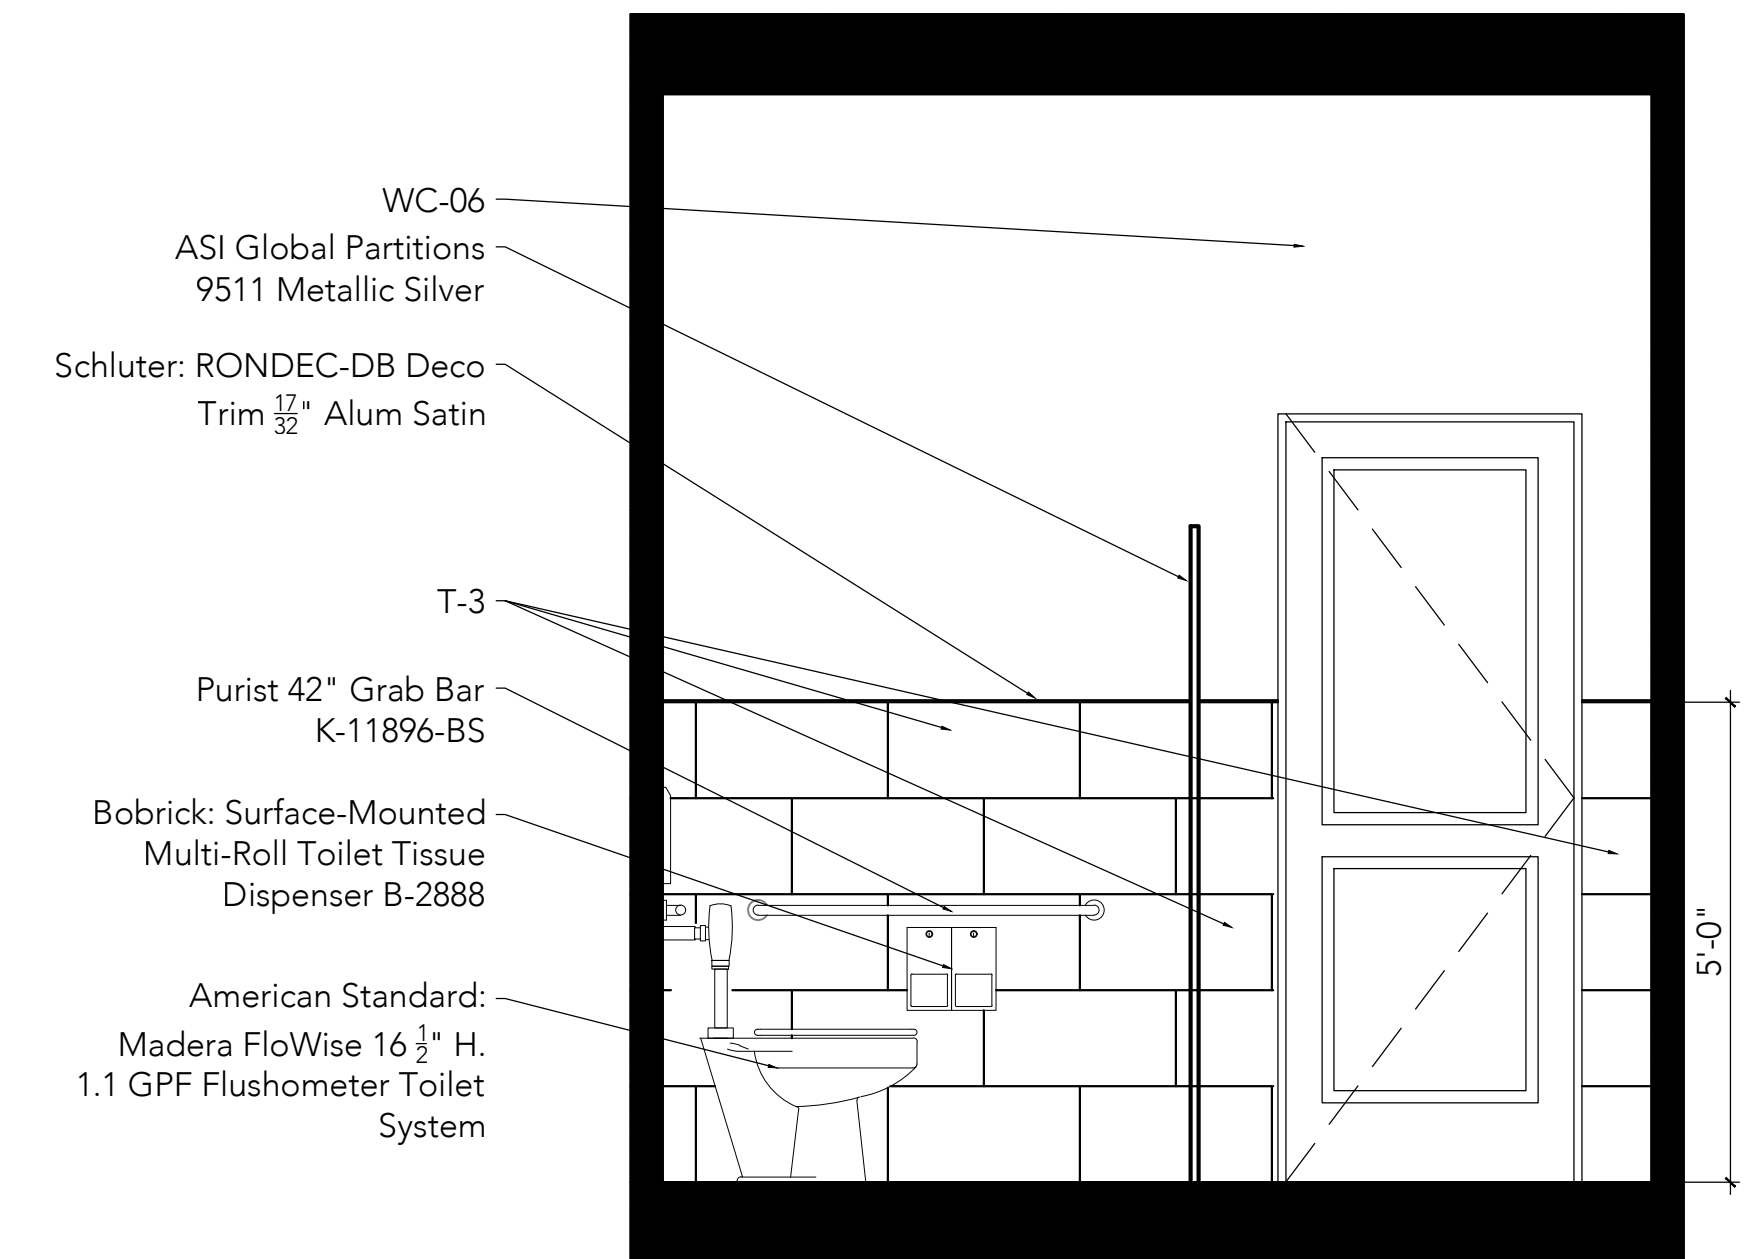 WC-06
ASI Global Partitions
9511 Metallic Silver
Schluter: RONDEC-DB Deco
Trim 17/32" Alum Satin
T-3
Purist 42" Grab Bar
K-11896-BS
Bobrick: Surface-Mounted
Multi-Roll Toilet Tissue
Dispenser B-2888
American Standard:
Madera FloWise 16 1/2" H.
1.1 GPF Flushometer Toilet
System
5'-0"